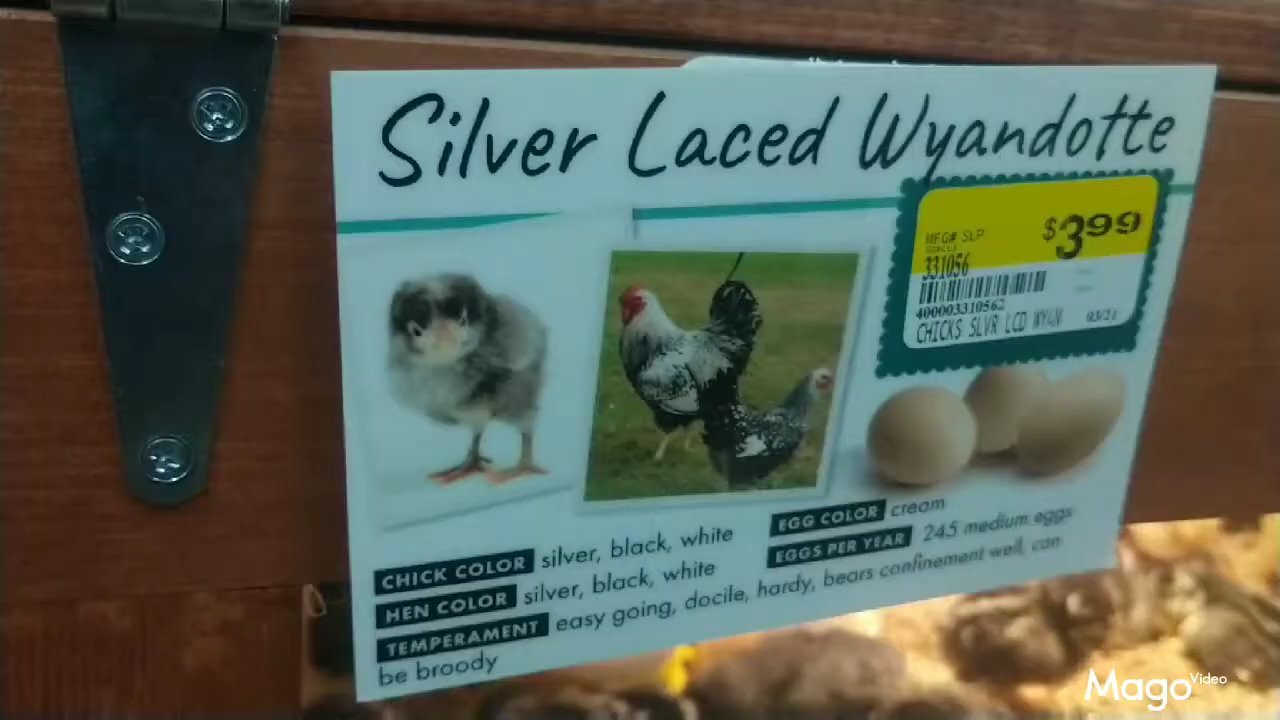 Silver Laced Wyandotte
MFG# SLP
$3.99
331056
400003310562
CHICKS SLVR LCD WYAN
03/21
EGG COLOR cream
EGGS PER YEAR 245 medium eggs
CHICK COLOR silver, black, white
HEN COLOR silver, black, white
TEMPERAMENT easy going, docile, hardy, bears confinement well, can
be broody
Mago Video